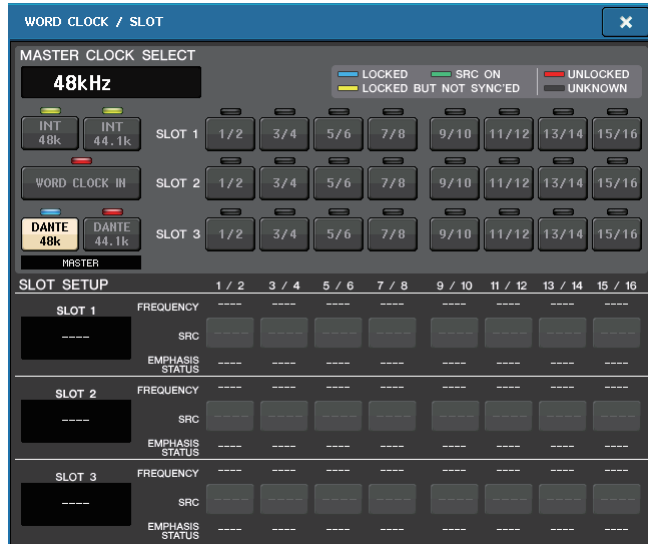 WORD CLOCK / SLOT
×
MASTER CLOCK SELECT
48kHz
LOCKED SRC ON UNLOCKED
LOCKED BUT NOT SYNC'ED UNKNOWN
INT 48k INT 44.1k SLOT 1 1/2 3/4 5/6 7/8 9/10 11/12 13/14 15/16
WORD CLOCK IN SLOT 2 1/2 3/4 5/6 7/8 9/10 11/12 13/14 15/16
DANTE 48k DANTE 44.1k SLOT 3 1/2 3/4 5/6 7/8 9/10 11/12 13/14 15/16
MASTER
SLOT SETUP 1 / 2 3 / 4 5 / 6 7 / 8 9 / 10 11 / 12 13 / 14 15 / 16
SLOT 1 FREQUENCY ---- ---- ---- ---- ---- ---- ---- ----
---- SRC ---- ---- ---- ---- ---- ---- ---- ----
EMPHASIS STATUS ---- ---- ---- ---- ---- ---- ---- ----
SLOT 2 FREQUENCY ---- ---- ---- ---- ---- ---- ---- ----
---- SRC ---- ---- ---- ---- ---- ---- ---- ----
EMPHASIS STATUS ---- ---- ---- ---- ---- ---- ---- ----
SLOT 3 FREQUENCY ---- ---- ---- ---- ---- ---- ---- ----
---- SRC ---- ---- ---- ---- ---- ---- ---- ----
EMPHASIS STATUS ---- ---- ---- ---- ---- ---- ---- ----